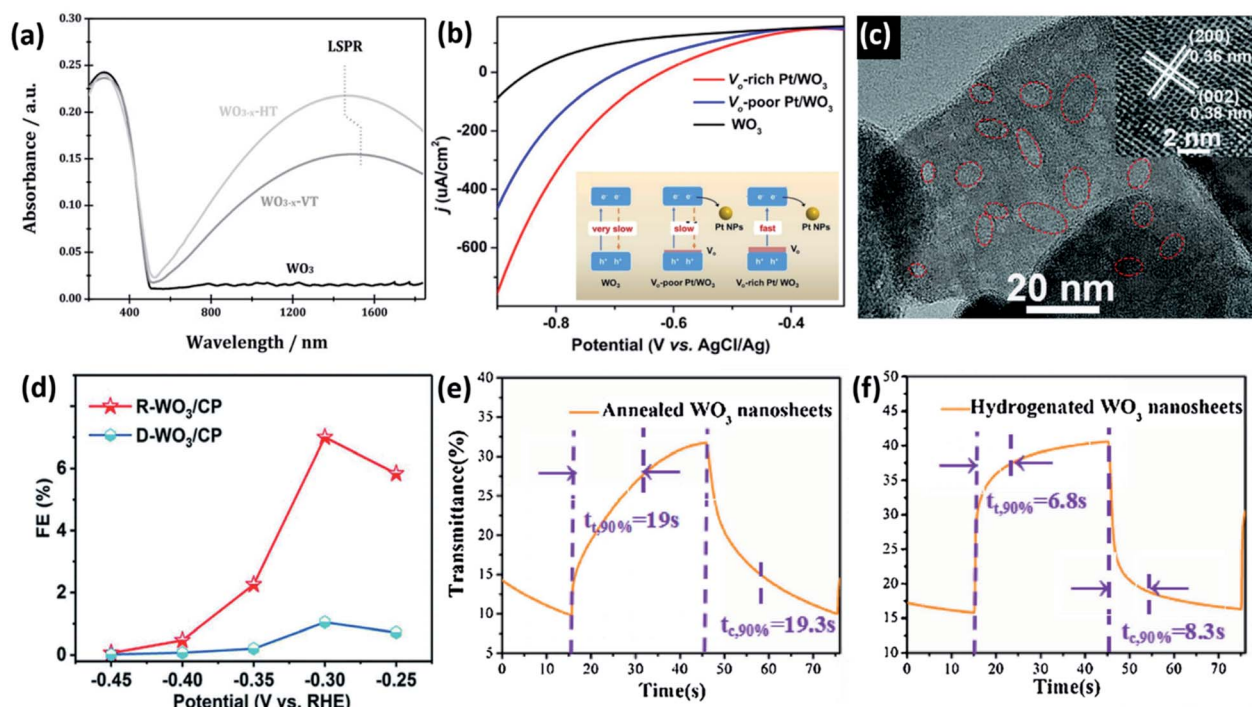 (a)
0.30
0.25
0.20
0.15
0.10
0.05
0.00
Absorbance / a.u.
LSPR
WO3-x-HT
WO3-x-VT
WO3
200 400 800 1200 1600
Wavelength / nm
(b)
0
-200
-400
-600
j (uA/cm2)
Vo-rich Pt/WO3
Vo-poor Pt/WO3
WO3
e- e- e- e- e- e-
very slow slow fast
Pt NPs Pt NPs
Vo Vo
h+ h+ h+ h+ h+ h+
WO3 Vo-poor Pt/WO3 Vo-rich Pt/ WO3
-0.8 -0.6 -0.4
Potential (V vs. AgCl/Ag)
(c)
(200)
0.36 nm
(002)
0.38 nm
2 nm
20 nm
(d)
R-WO3/CP
D-WO3/CP
6
4
2
0
FE (%)
-0.45 -0.40 -0.35 -0.30 -0.25
Potential (V vs. RHE)
(e)
40
35
30
25
20
15
10
5
Transmittance(%)
Annealed WO3 nanosheets
tt,90%=19s
tc,90%=19.3s
0 10 20 30 40 50 60 70
Time(s)
(f)
50
45
40
35
30
25
20
15
10
Hydrogenated WO3 nanosheets
tt,90%=6.8s
tc,90%=8.3s
0 10 20 30 40 50 60 70
Time(s)